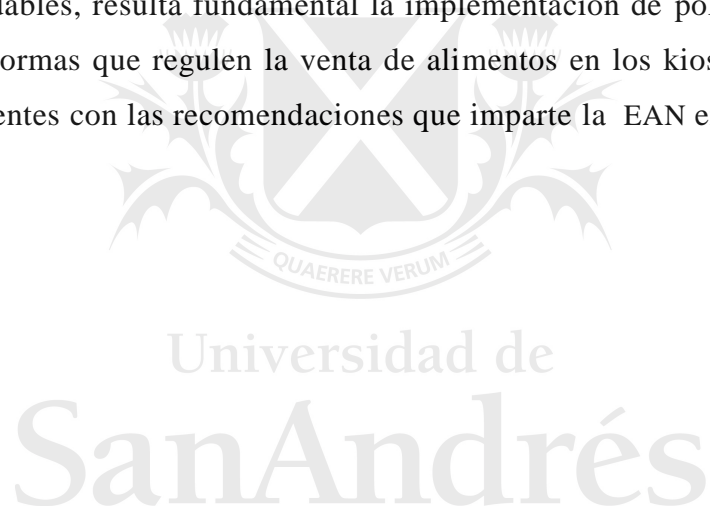 resulta fundamental la implementación de
que regulen la venta de alimentos en los
con las recomendaciones que imparte la EAN
QUAERERE VERUM
Universidad de
SanAndrés